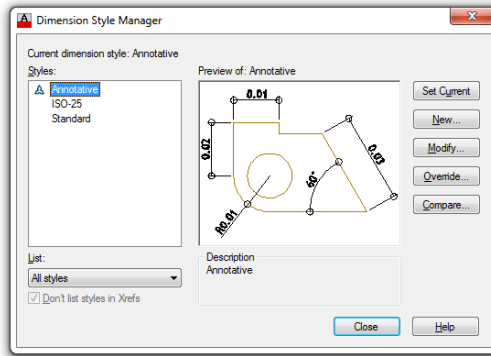 Dimension Style Manager
Current dimension style: Annotative
Styles:
Annotative
ISO-25
Standard
Preview of: Annotative
0.01
0.02
0.03
60°
R0.01
Set Current
New...
Modify...
Override...
Compare...
List:
All styles
Don't list styles in Xrefs
Description
Annotative
Close
Help